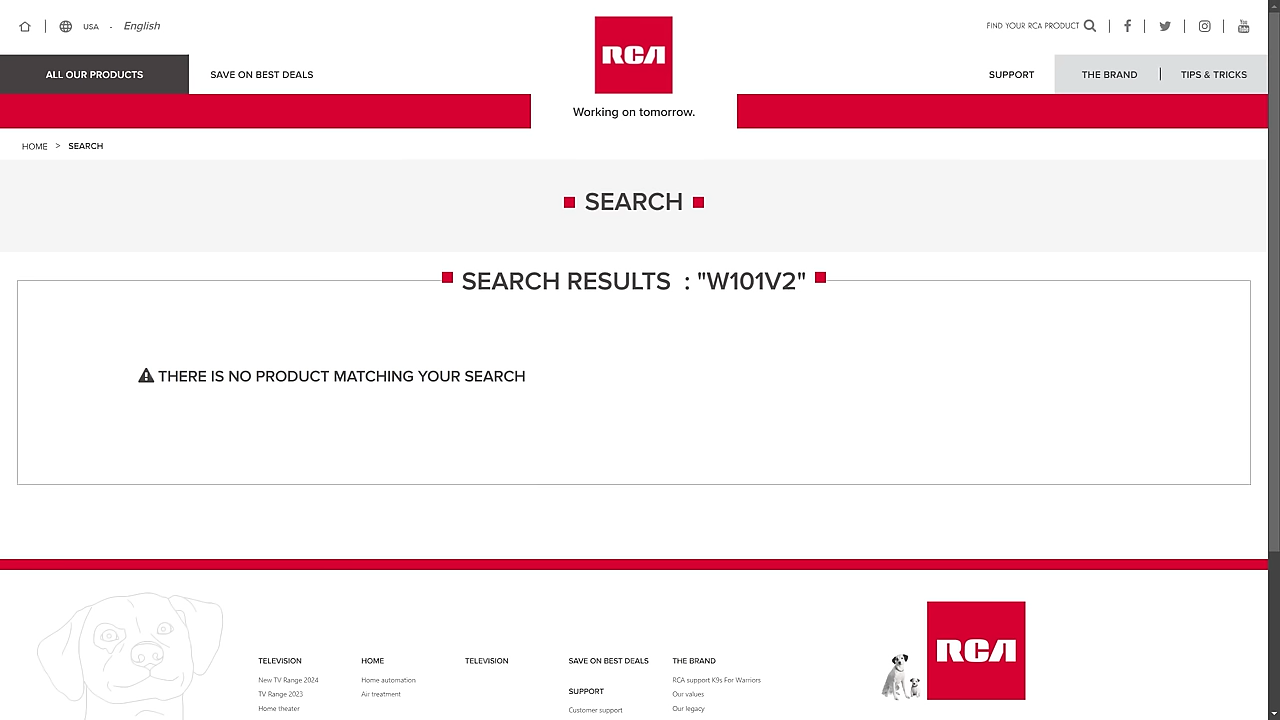 USA - English
FIND YOUR RCA PRODUCT
RCA
ALL OUR PRODUCTS
SAVE ON BEST DEALS
SUPPORT
THE BRAND
TIPS & TRICKS
Working on tomorrow.
HOME > SEARCH
SEARCH
SEARCH RESULTS : "W101V2"
THERE IS NO PRODUCT MATCHING YOUR SEARCH
TELEVISION
New TV Range 2024
TV Range 2023
Home theater
HOME
Home automation
Air treatment
TELEVISION
SAVE ON BEST DEALS
SUPPORT
Customer support
THE BRAND
RCA support K9s For Warriors
Our values
Our legacy
RCA